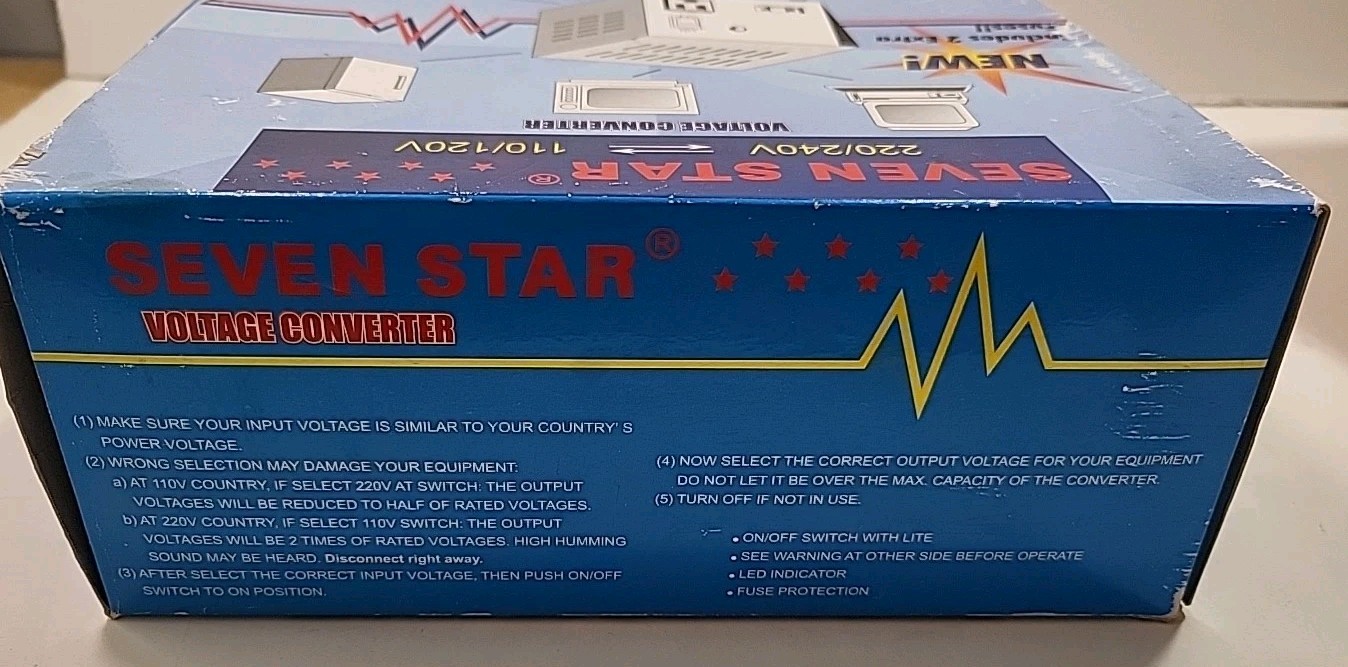 Includes 2 Extra
Fuses!!
NEW!
VOLTAGE CONVERTER
220/240V 110/120V
SEVEN STAR®
SEVEN STAR®
VOLTAGE CONVERTER
(1) MAKE SURE YOUR INPUT VOLTAGE IS SIMILAR TO YOUR COUNTRY' S
POWER VOLTAGE.
(2) WRONG SELECTION MAY DAMAGE YOUR EQUIPMENT:
a) AT 110V COUNTRY, IF SELECT 220V AT SWITCH: THE OUTPUT
VOLTAGES WILL BE REDUCED TO HALF OF RATED VOLTAGES.
b) AT 220V COUNTRY, IF SELECT 110V SWITCH: THE OUTPUT
VOLTAGES WILL BE 2 TIMES OF RATED VOLTAGES. HIGH HUMMING
SOUND MAY BE HEARD. Disconnect right away.
(3) AFTER SELECT THE CORRECT INPUT VOLTAGE, THEN PUSH ON/OFF
SWITCH TO ON POSITION.
(4) NOW SELECT THE CORRECT OUTPUT VOLTAGE FOR YOUR EQUIPMENT
DO NOT LET IT BE OVER THE MAX. CAPACITY OF THE CONVERTER.
(5) TURN OFF IF NOT IN USE.
• ON/OFF SWITCH WITH LITE
• SEE WARNING AT OTHER SIDE BEFORE OPERATE
• LED INDICATOR
• FUSE PROTECTION